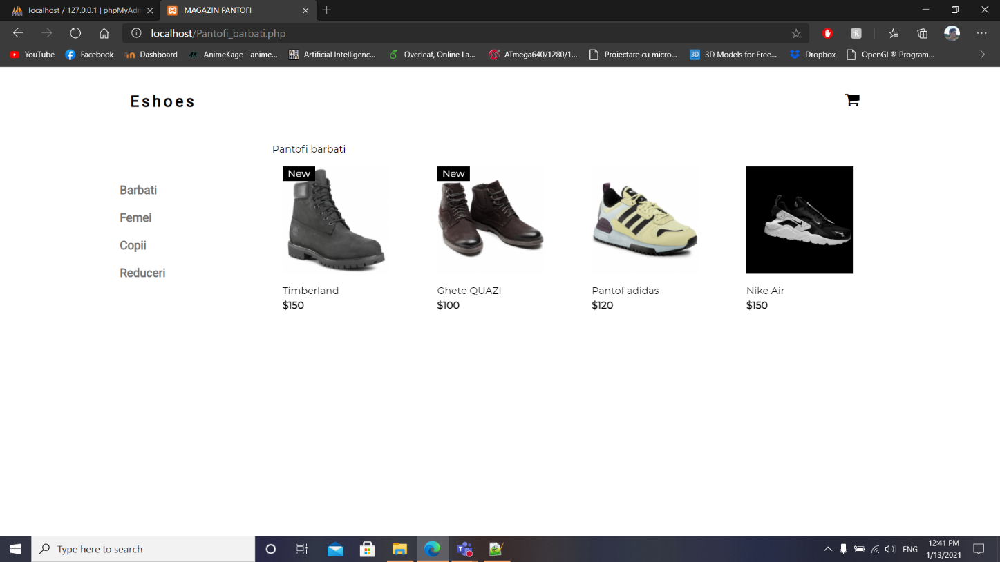 localhost / 127.0.0.1 | phpMyAdn
MAGAZIN PANTOFI
localhost/Pantofi_barbati.php
YouTube
Facebook
Dashboard
AnimeKage - anime...
Artificial Intelligenc...
Overleaf, Online La...
ATmega640/1280/1...
Proiectare cu micro...
3D Models for Free...
Dropbox
OpenGL® Program...
Eshoes
Pantofi barbati
Barbati
Femei
Copii
Reduceri
New
Timberland
$150
New
Ghete QUAZI
$100
Pantof adidas
$120
Nike Air
$150
Type here to search
ENG
12:41 PM
1/13/2021